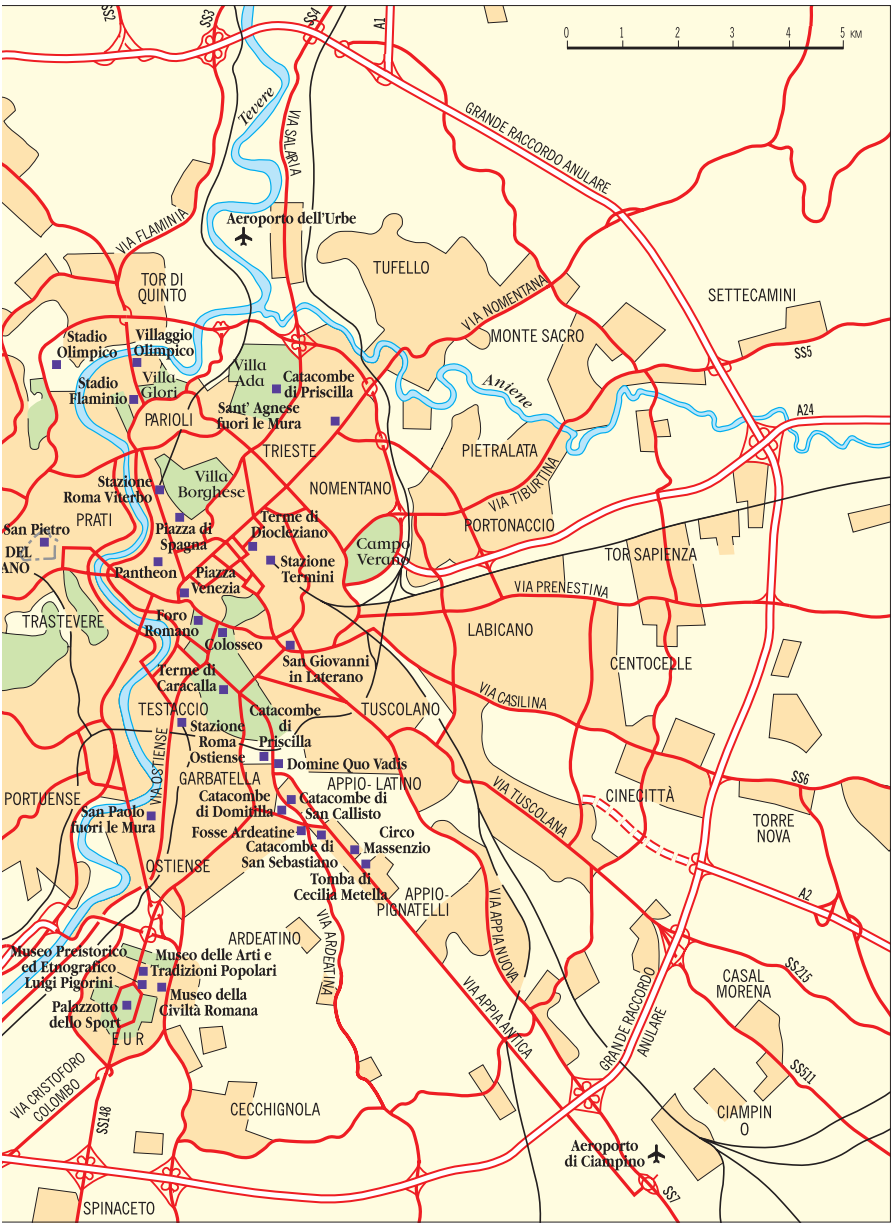 SS2
SS3
SS4
A1
0 1 2 3 4 5 KM
Tevere
VIA SALARIA
GRANDE RACCORDO ANULARE
VIA FLAMINIA
Aeroporto dell'Urbe
TUFELLO
TOR DI
QUINTO
VIA NOMENTANA
SETTECAMINI
MONTE SACRO
SS5
Stadio
Olimpico
Villaggio
Olimpico
Villa
Ada
Villa
Glori
Stadio
Flaminio
Catacombe
di Priscilla
Sant' Agnese
fuori le Mura
Aniene
A24
PARIOLI
TRIESTE
PIETRALATA
Stazione
Roma Viterbo
Villa
Borghese
NOMENTANO
VIA TIBURTINA
PRATI
PORTONACCIO
San Pietro
Piazza di
Spagna
Terme di
Diocleziano
DEL
ANO
Campo
Verano
TOR SAPIENZA
Pantheon
Piazza
Venezia
Stazione
Termini
VIA PRENESTINA
TRASTEVERE
Foro
Romano
Colosseo
LABICANO
CENTOCELLE
San Giovanni
in Laterano
Terme di
Caracalla
VIA CASILINA
TESTACCIO
Stazione
Roma
Ostiense
Catacombe
di
Priscilla
TUSCOLANO
VIA OSTIENSE
Domine Quo Vadis
GARBATELLA
APPIO-LATINO
SS6
PORTUENSE
Catacombe
di Domitilla
Catacombe di
San Callisto
VIA TUSCOLANA
CINECITTÀ
San Paolo
fuori le Mura
Fosse Ardeatine
Catacombe di
San Sebastiano
Circo
Massenzio
TORRE
NOVA
OSTIENSE
Tomba di
Cecilia Metella
APPIO-
PIGNATELLI
A2
VIA ARDEATINA
VIA APPIA NUOVA
ARDEATINO
Museo Preistorico
ed Etnografico
Luigi Pigorini
Museo delle Arti e
Tradizioni Popolari
Museo della
Civiltà Romana
Palazzotto
dello Sport
EUR
SS215
CASAL
MORENA
VIA APPIA ANTICA
GRANDE RACCORDO
ANULARE
SS511
VIA CRISTOFORO
COLOMBO
SS148
CECCHIGNOLA
CIAMPIN
O
Aeroporto
di Ciampino
SS7
SPINACETO